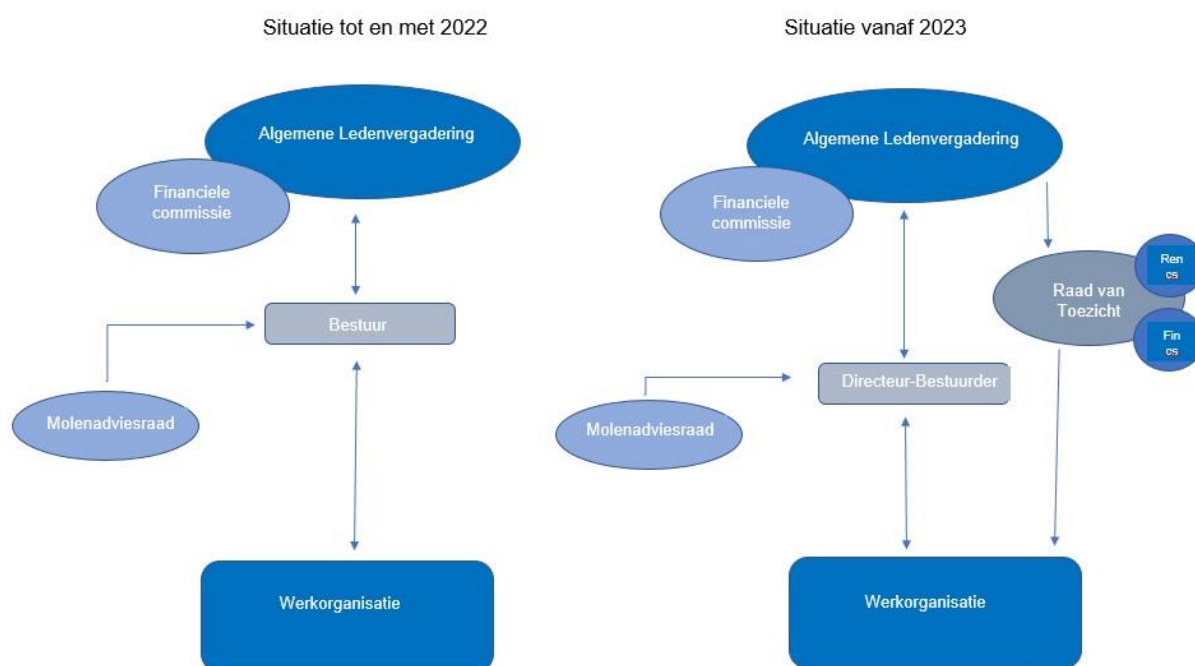 Situatie tot en met 2022
Algemene Ledenvergadering
Financiele
commissie
Bestuur
Molenadviesraad
Werkorganisatie
Situatie vanaf 2023
Algemene Ledenvergadering
Financiele
commissie
Ren
cs
Raad van
Toezicht
Fin
cs
Directeur-Bestuurder
Molenadviesraad
Werkorganisatie